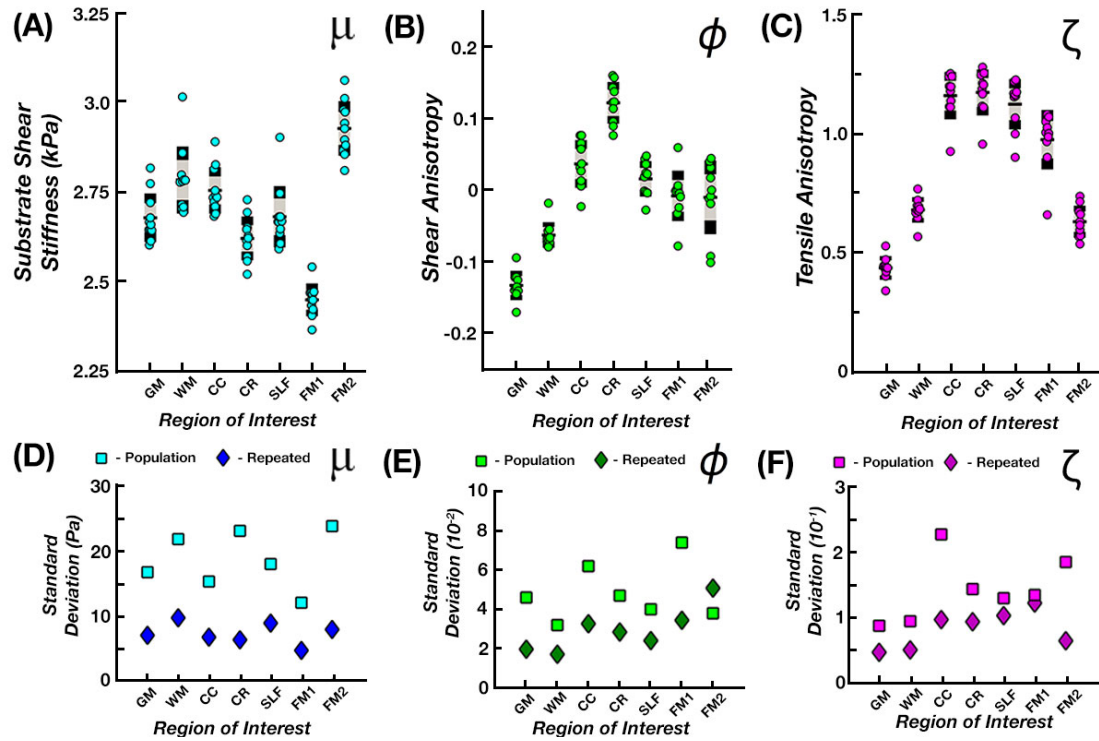 (A)
μ
Substrate Shear
Stiffness (kPa)
3.25
3.0
2.75
2.5
2.25
GM
WM
CC
CR
SLF
FM1
FM2
Region of Interest
(B)
ϕ
Shear Anisotropy
0.2
0.1
0
-0.1
-0.2
GM
WM
CC
CR
SLF
FM1
FM2
Region of Interest
(C)
ζ
Tensile Anisotropy
1.5
1.0
0.5
0
GM
WM
CC
CR
SLF
FM1
FM2
Region of Interest
(D)
- Population
- Repeated
μ
Standard
Deviation (Pa)
30
20
10
0
GM
WM
CC
CR
SLF
FM1
FM2
Region of Interest
(E)
- Population
- Repeated
ϕ
Standard
Deviation (10⁻²)
10
8
6
4
2
0
GM
WM
CC
CR
SLF
FM1
FM2
Region of Interest
(F)
- Population
- Repeated
ζ
Standard
Deviation (10⁻¹)
3
2
1
0
GM
WM
CC
CR
SLF
FM1
FM2
Region of Interest